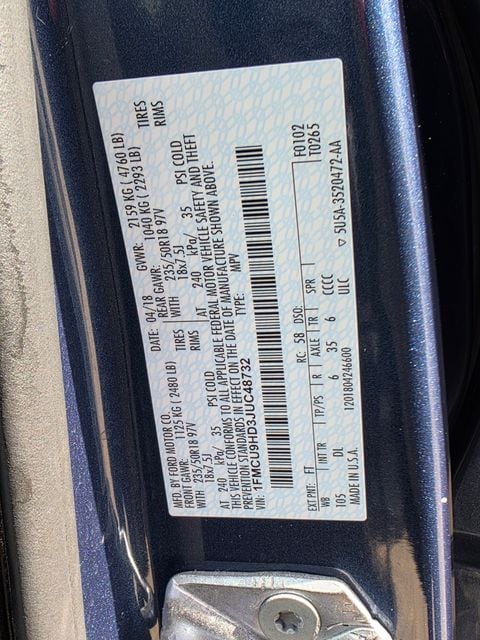 MFD. BY FORD MOTOR CO.
DATE: 04/18 GVWR: 2159 KG ( 4760 LB)
FRONT GAWR: 1125 KG ( 2480 LB) REAR GAWR: 1040 KG ( 2293 LB)
WITH 235/50R18 97V TIRES WITH 235/50R18 97V TIRES
18x7.5J RIMS 18x7.5J RIMS
AT 240 kPa/ 35 PSI COLD AT 240 kPa/ 35 PSI COLD
THIS VEHICLE CONFORMS TO ALL APPLICABLE FEDERAL MOTOR VEHICLE SAFETY AND THEFT
PREVENTION STANDARDS IN EFFECT ON THE DATE OF MANUFACTURE SHOWN ABOVE.
VIN: 1FMCU9HD3JUC48732 TYPE: MPV
F0102
T0265
EXT PNT: FT RC: 58 DSO:
WB INT TR TP/PS R AXLE TR SPR
105 DL 6 35 6 CCCC
MADE IN U.S.A. 1201804246600 ULC
▽ 5U5A-3520472-AA